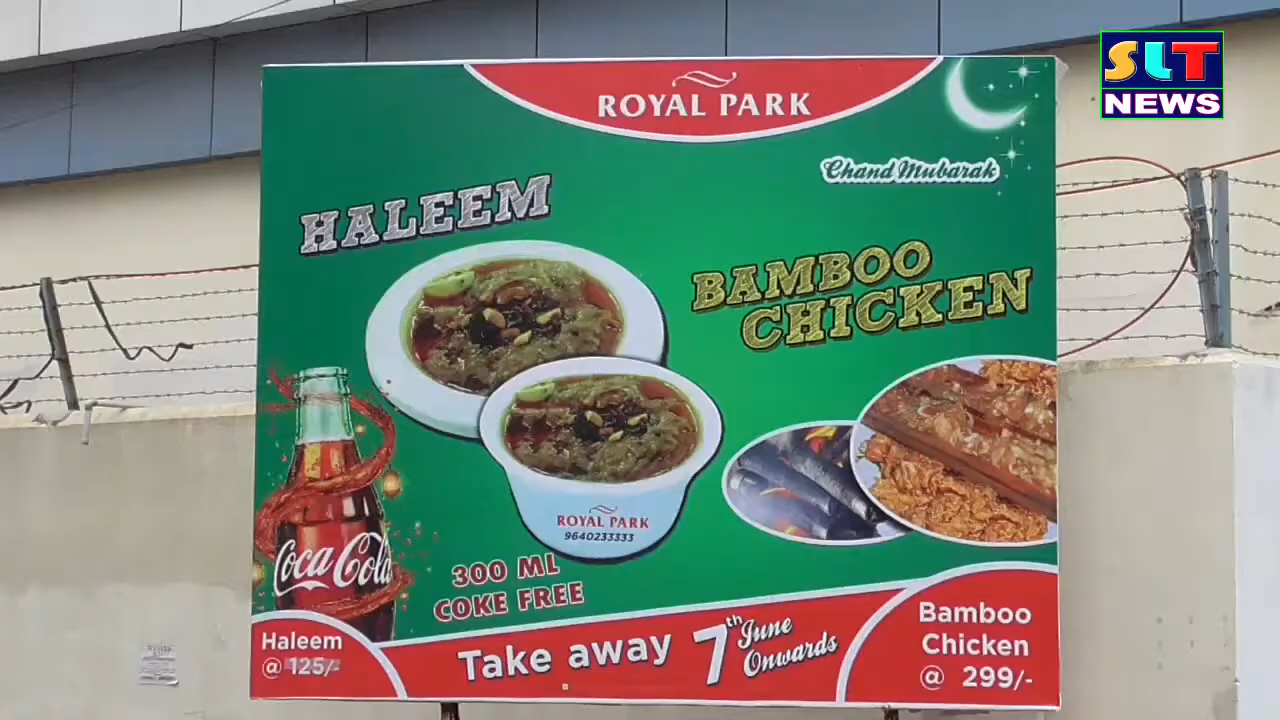 SLT
NEWS
ROYAL PARK
Chand Mubarak
HALEEM
BAMBOO
CHICKEN
ROYAL PARK
9640233333
Coca Cola
300 ML
COKE FREE
Haleem
@ 125/-
Take away 7th June
Onwards
Bamboo
Chicken
@ 299/-